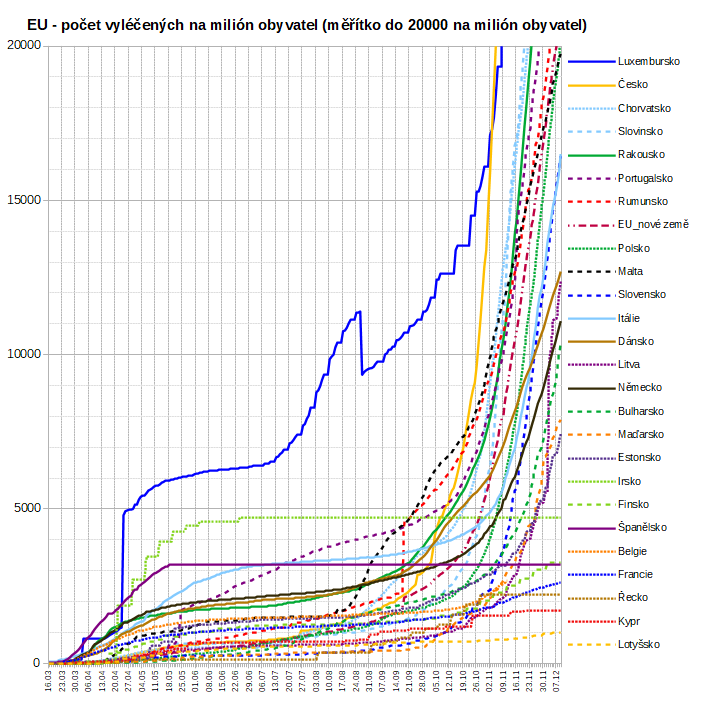 EU - počet vyléčených na milión obyvatel (měřítko do 20000 na milión obyvatel)
20000
15000
10000
5000
0
16.03
23.03
30.03
06.04
13.04
20.04
27.04
04.05
11.05
18.05
25.05
01.06
08.06
15.06
22.06
29.06
06.07
13.07
20.07
27.07
03.08
10.08
17.08
24.08
31.08
07.09
14.09
21.09
28.09
05.10
12.10
19.10
26.10
02.11
09.11
16.11
23.11
30.11
07.12
Luxembursko
Česko
Chorvatsko
Slovinsko
Rakousko
Portugalsko
Rumunsko
EU_nové země
Polsko
Malta
Slovensko
Itálie
Dánsko
Litva
Německo
Bulharsko
Maďarsko
Estonsko
Irsko
Finsko
Španělsko
Belgie
Francie
Řecko
Kypr
Lotyšsko